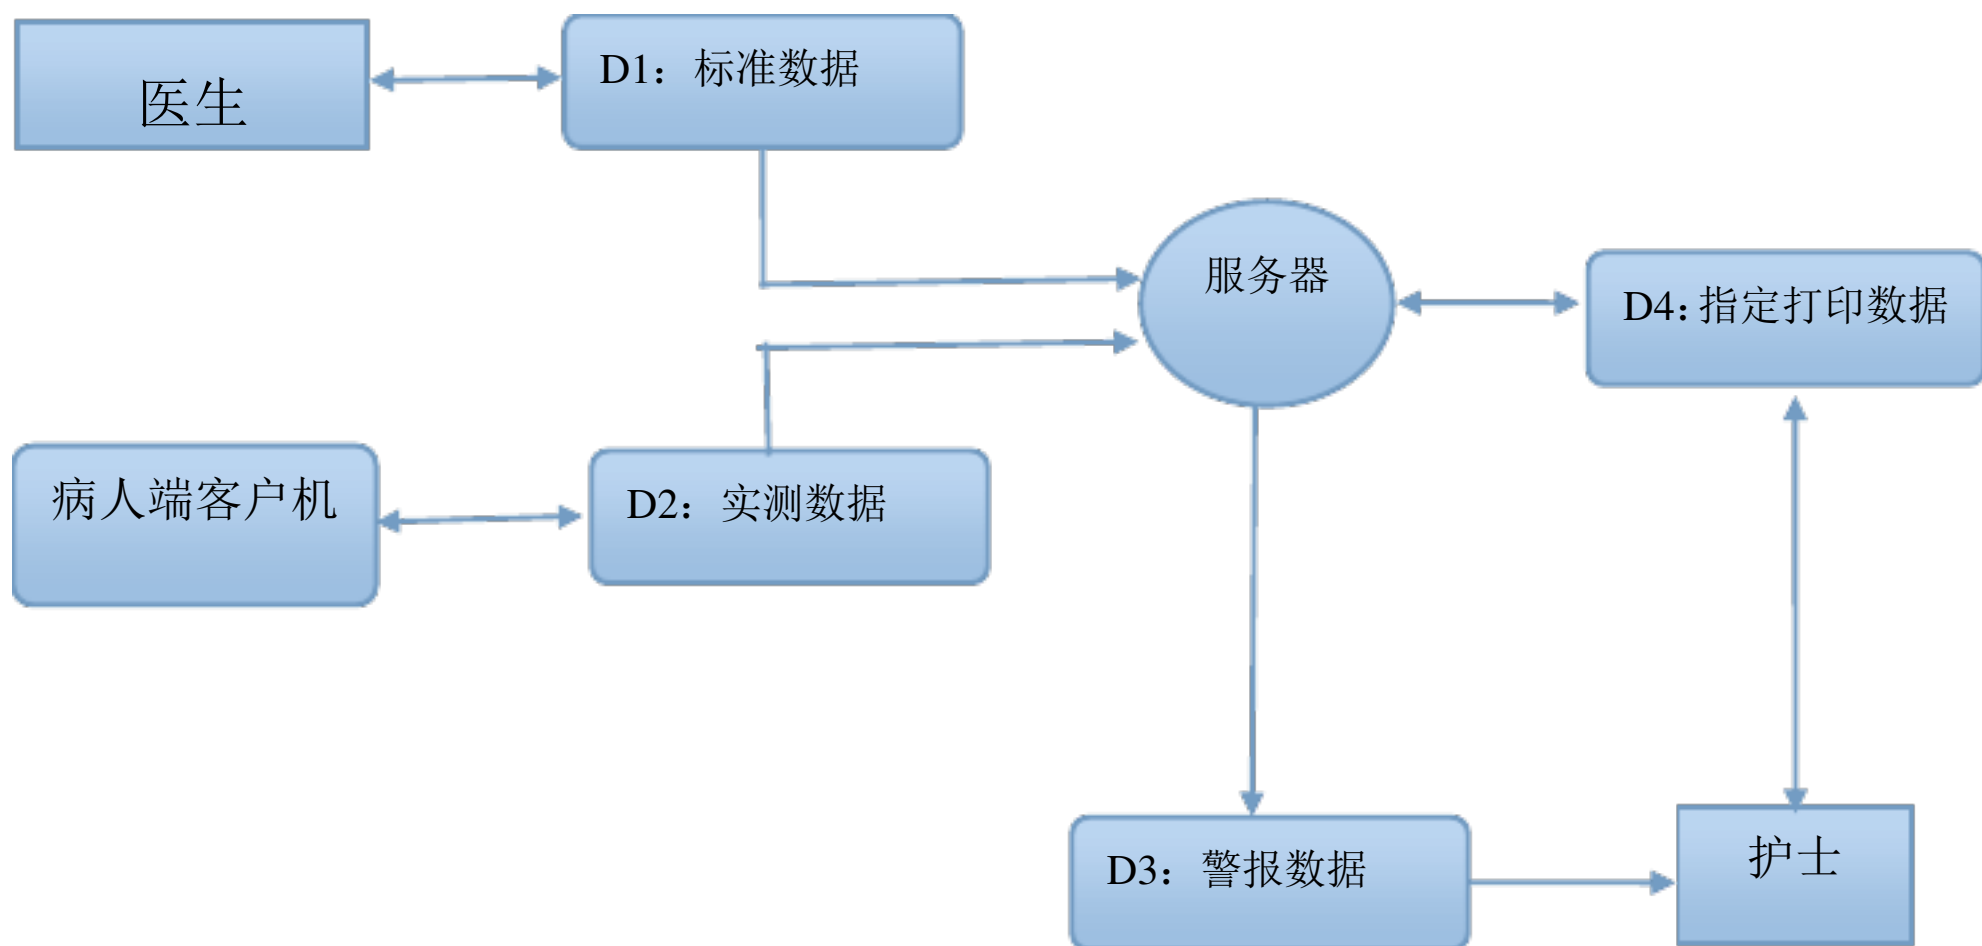 医生
D1：标准数据
服务器
D4：指定打印数据
病人端客户机
D2：实测数据
D3：警报数据
护士